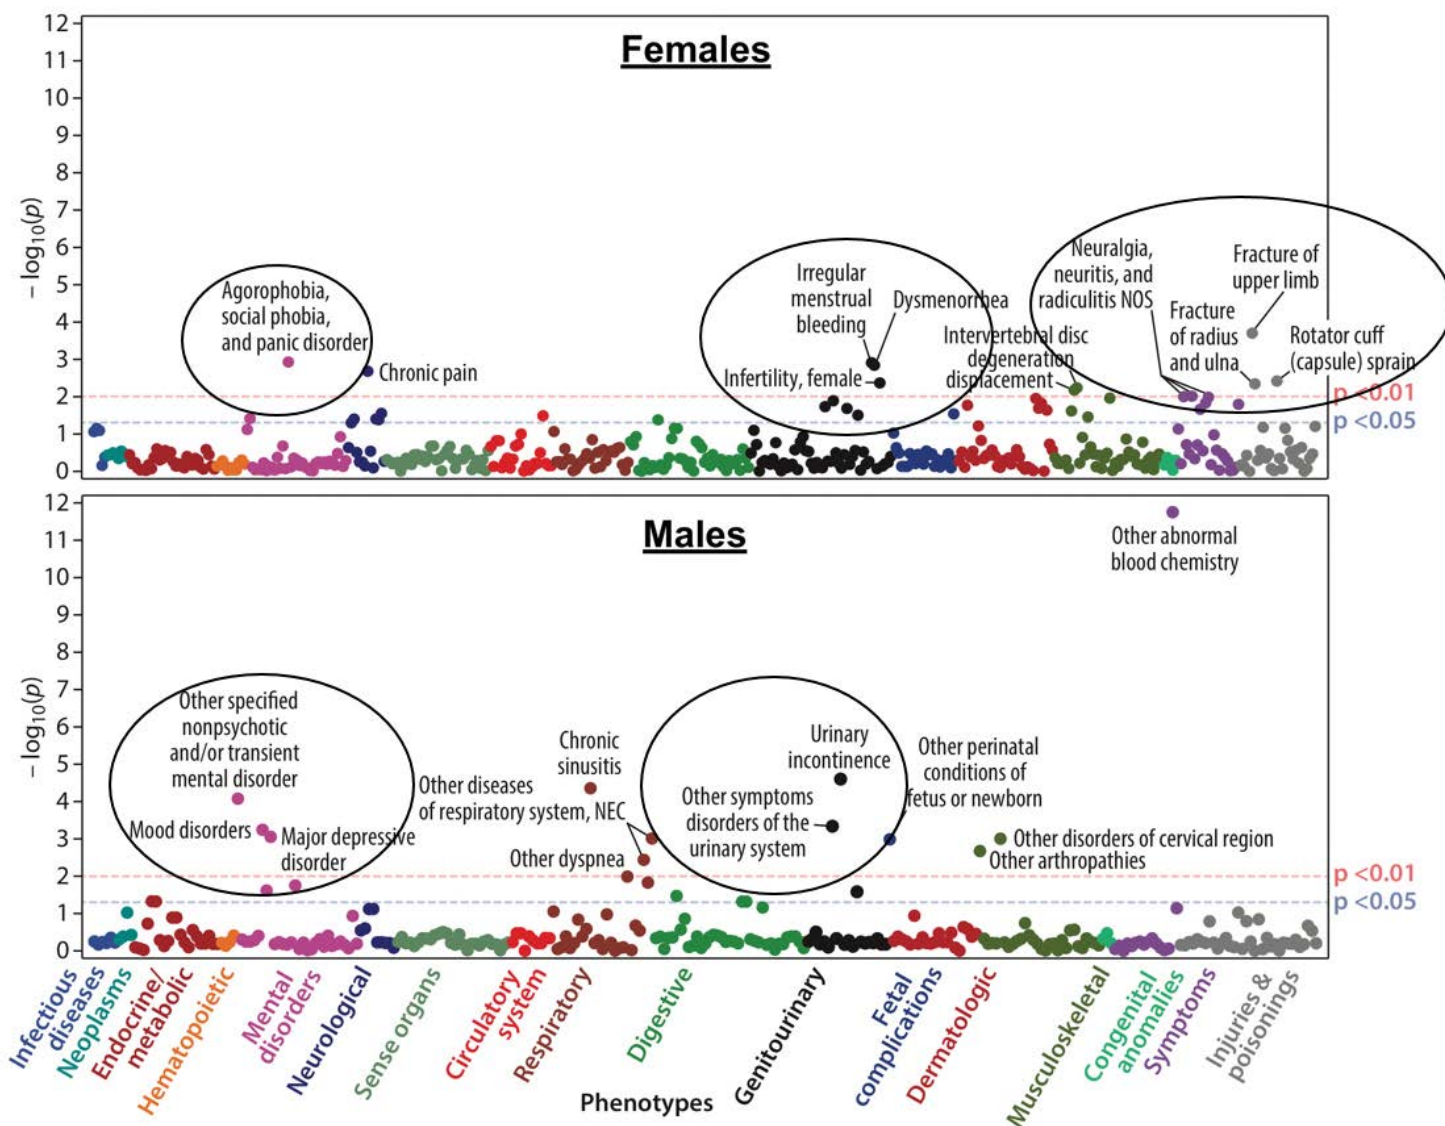 Females
12
11
10
9
8
7
6
5
4
3
2
1
0
– log10(p)
Agorophobia,
social phobia,
and panic disorder
Chronic pain
Irregular
menstrual
bleeding
Dysmenorrhea
Infertility, female
Intervertebral disc
degeneration
displacement
Neuralgia,
neuritis, and
radiculitis NOS
Fracture
of radius
and ulna
Fracture of
upper limb
Rotator cuff
(capsule) sprain
p <0.01
p <0.05
Males
12
11
10
9
8
7
6
5
4
3
2
1
0
– log10(p)
Other specified
nonpsychotic
and/or transient
mental disorder
Mood disorders
Major depressive
disorder
Other diseases
of respiratory system, NEC
Chronic
sinusitis
Other dyspnea
Urinary
incontinence
Other symptoms
disorders of the
urinary system
Other perinatal
conditions of
fetus or newborn
Other disorders of cervical region
Other arthropathies
Other abnormal
blood chemistry
p <0.01
p <0.05
Infectious
diseases
Neoplasms
Endocrine/
metabolic
Hematopoietic
Mental
disorders
Neurological
Sense organs
Circulatory
system
Respiratory
Digestive
Genitourinary
Fetal
complications
Dermatologic
Musculoskeletal
Congenital
anomalies
Symptoms
Injuries &
poisonings
Phenotypes